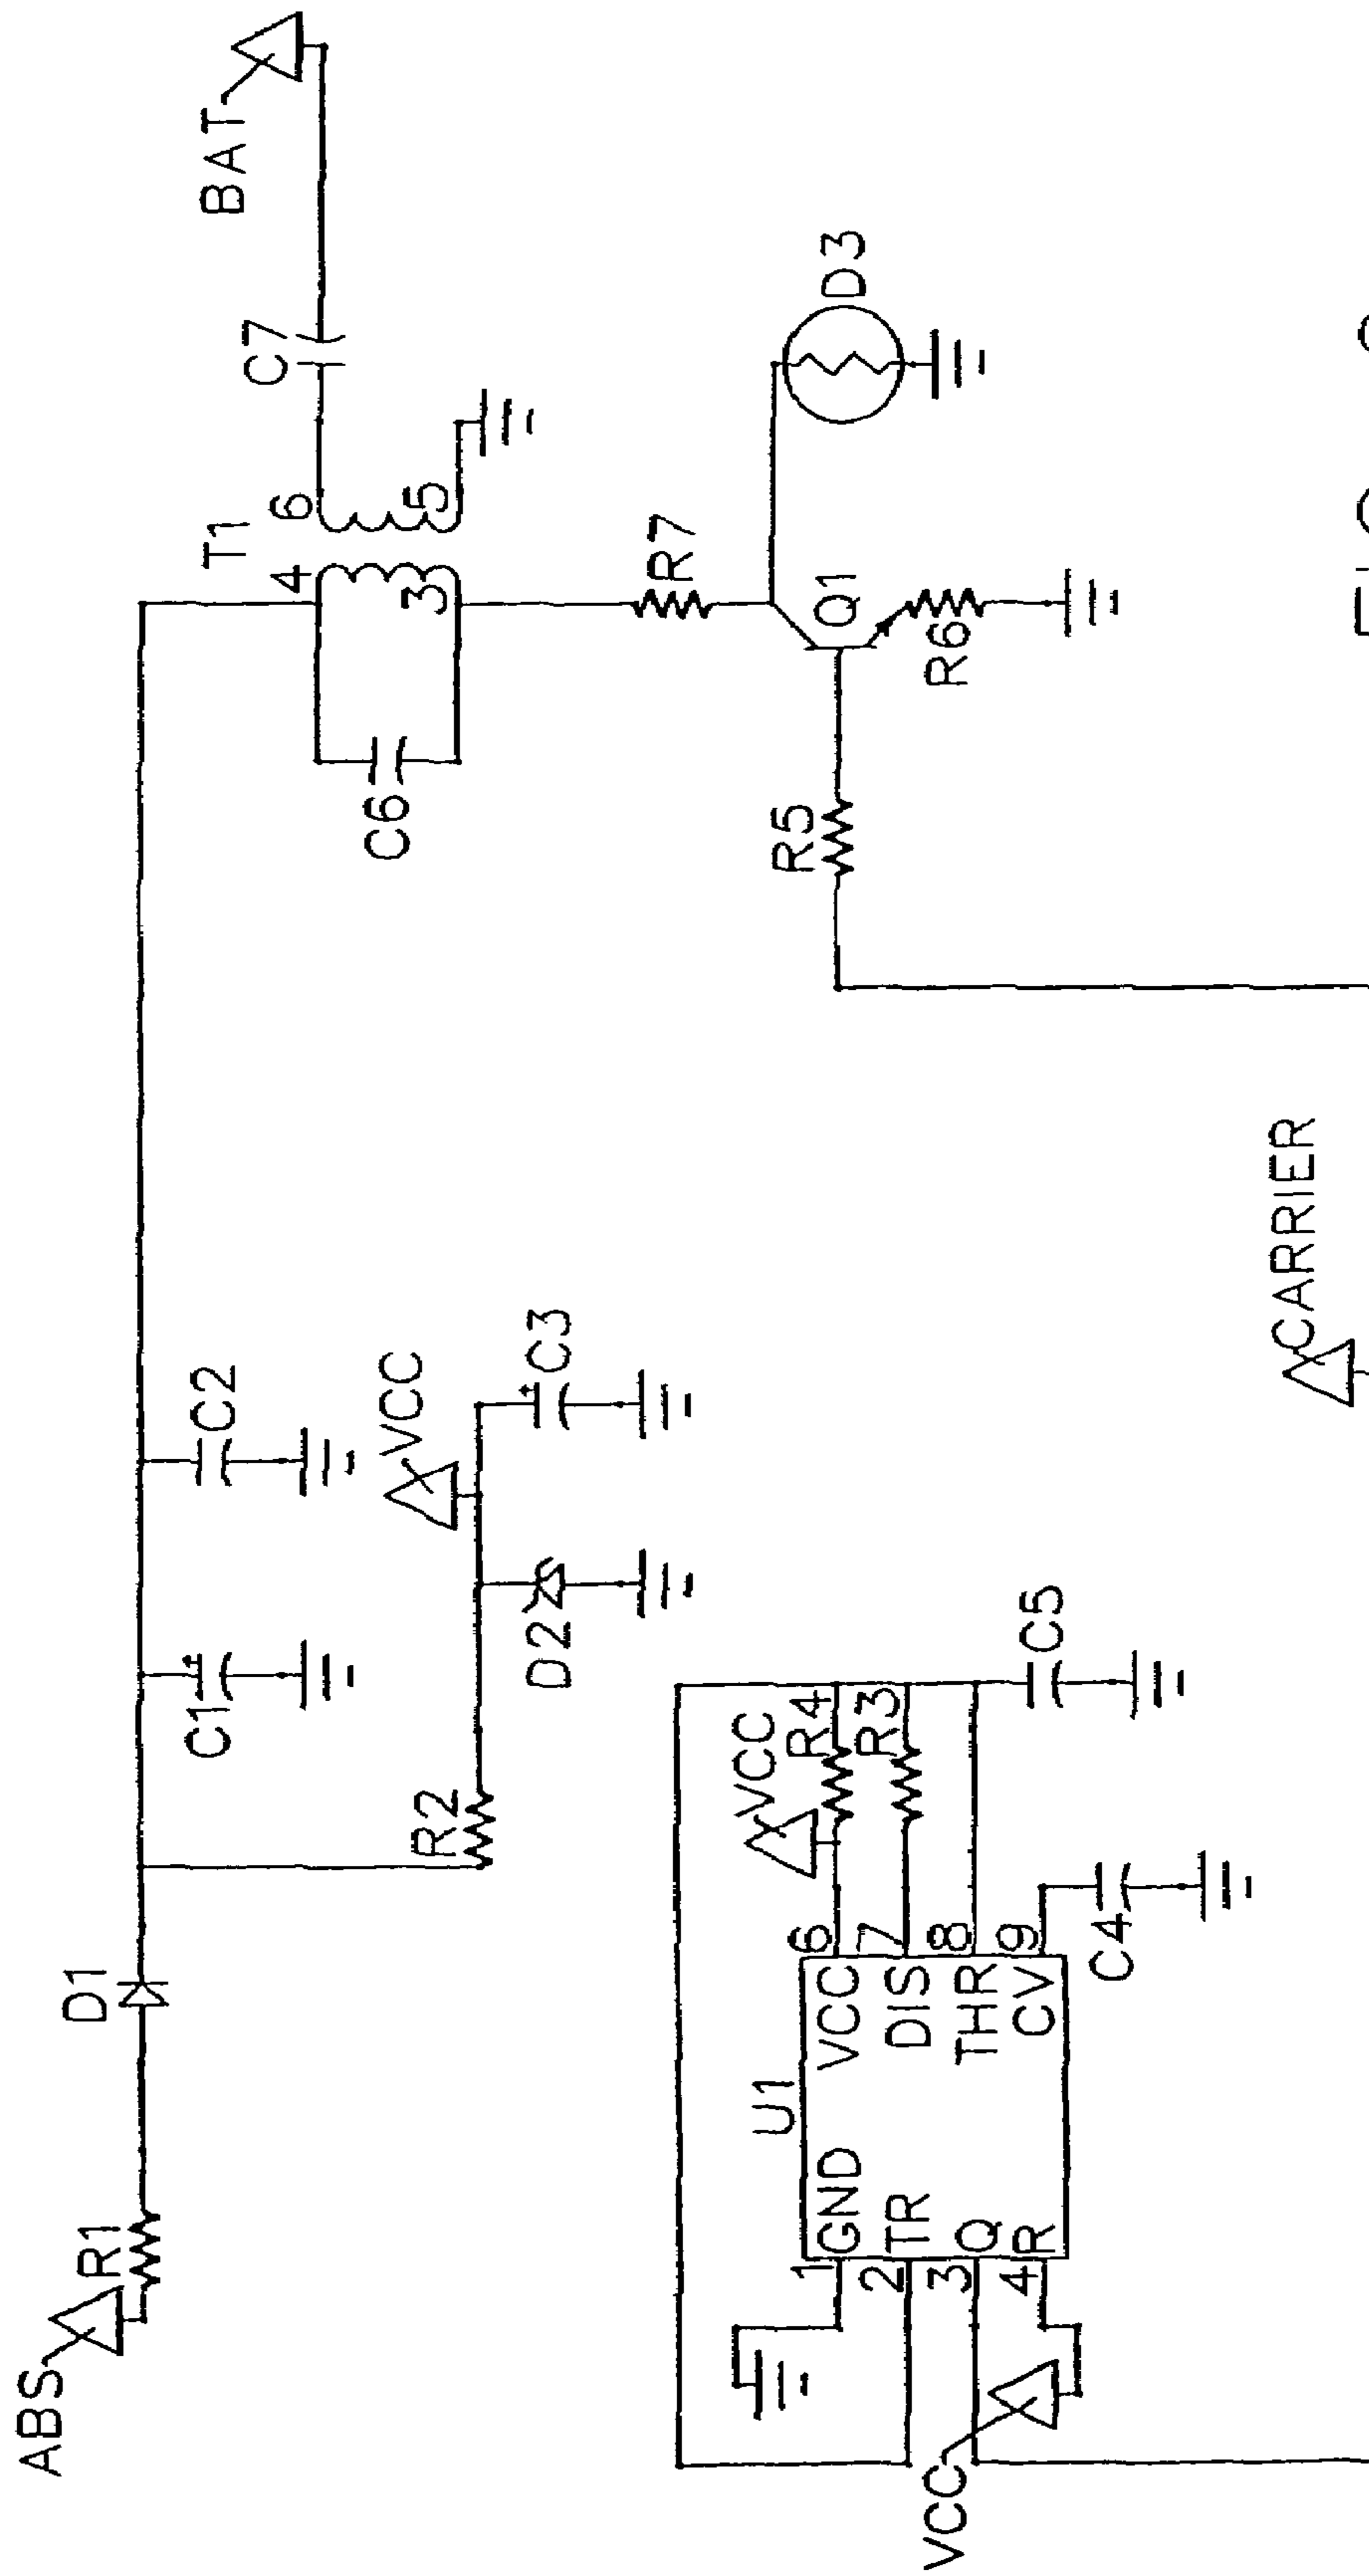 ABS
R1
D1
C1
C2
R2
D2
VCC
C3
T1
4
3
6
5
C6
C7
BAT
R7
Q1
R5
R6
D3
U1
1
GND
2
TR
3
Q
4
R
VCC
6
VCC
7
DIS
8
THR
9
CV
VCC
R4
R3
C5
C4
CARRIER